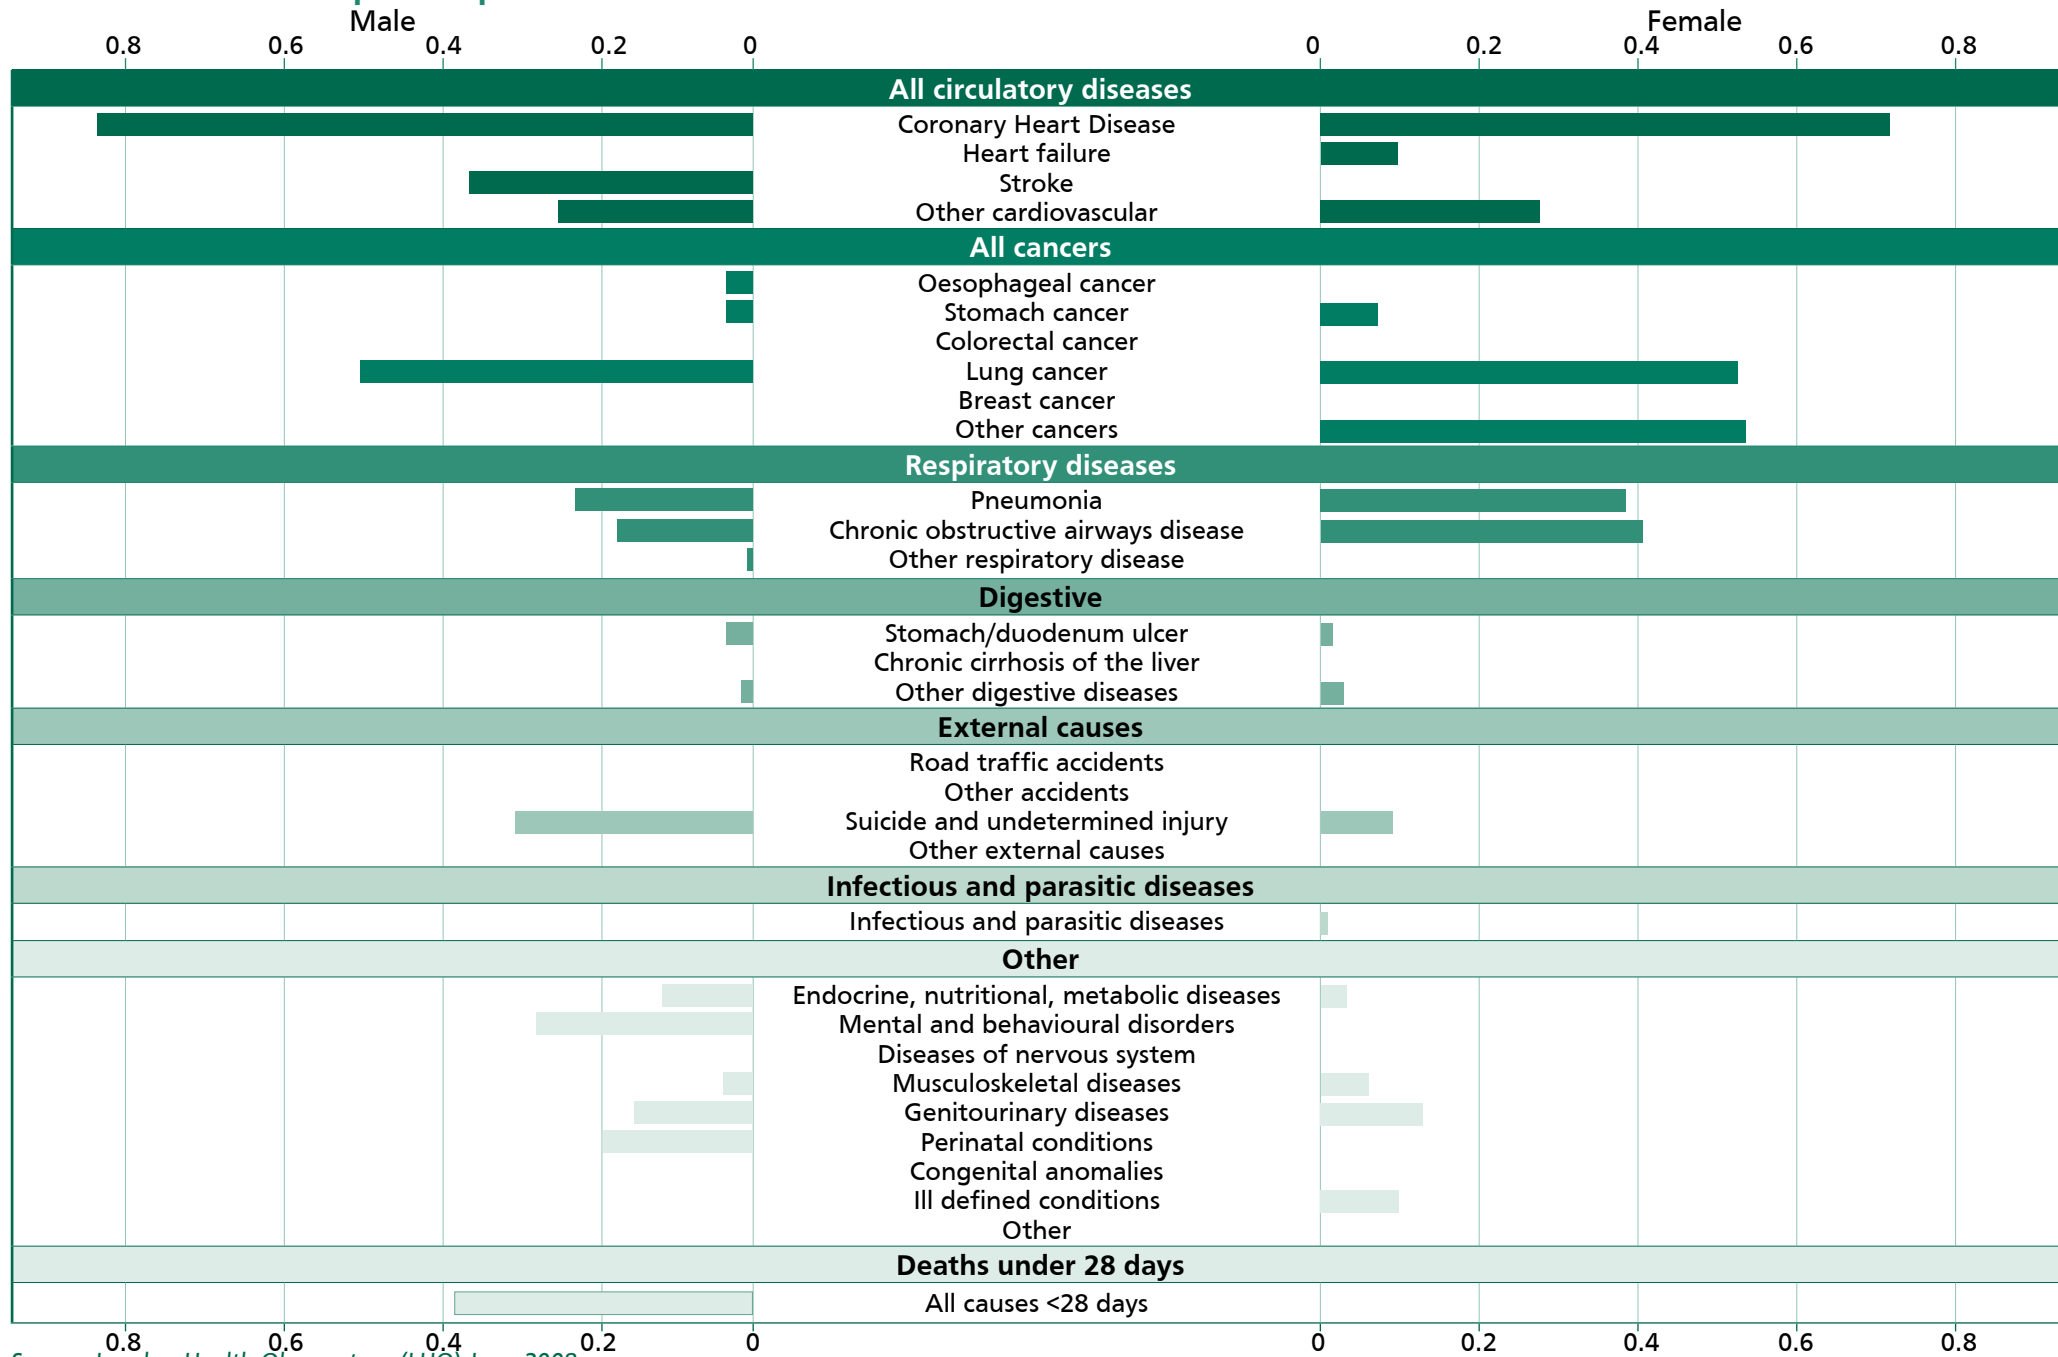 Male Female
0.8 0.6 0.4 0.2 0 0 0.2 0.4 0.6 0.8
All circulatory diseases
Coronary Heart Disease
Heart failure
Stroke
Other cardiovascular
All cancers
Oesophageal cancer
Stomach cancer
Colorectal cancer
Lung cancer
Breast cancer
Other cancers
Respiratory diseases
Pneumonia
Chronic obstructive airways disease
Other respiratory disease
Digestive
Stomach/duodenum ulcer
Chronic cirrhosis of the liver
Other digestive diseases
External causes
Road traffic accidents
Other accidents
Suicide and undetermined injury
Other external causes
Infectious and parasitic diseases
Infectious and parasitic diseases
Other
Endocrine, nutritional, metabolic diseases
Mental and behavioural disorders
Diseases of nervous system
Musculoskeletal diseases
Genitourinary diseases
Perinatal conditions
Congenital anomalies
Ill defined conditions
Other
Deaths under 28 days
All causes <28 days
0.8 0.6 0.4 0.2 0 0 0.2 0.4 0.6 0.8